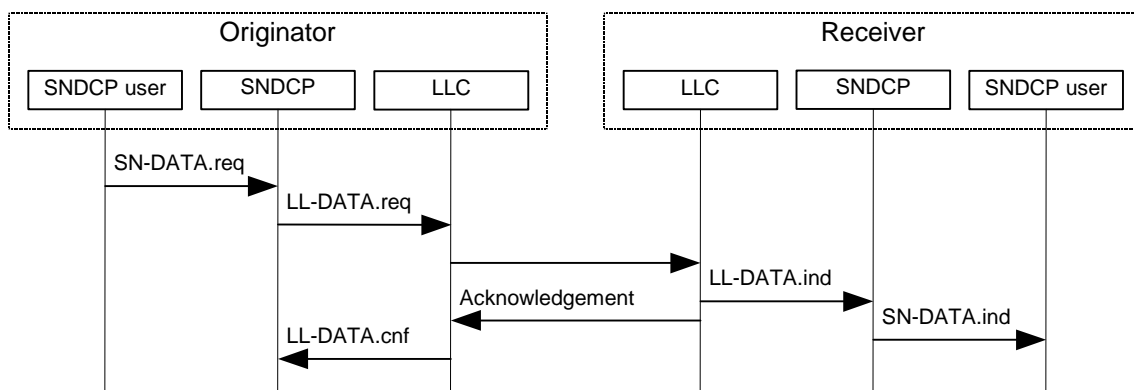 Originator
Receiver
SNDCP user
SNDCP
LLC
LLC
SNDCP
SNDCP user
SN-DATA.req
LL-DATA.req
LL-DATA.ind
Acknowledgement
SN-DATA.ind
LL-DATA.cnf